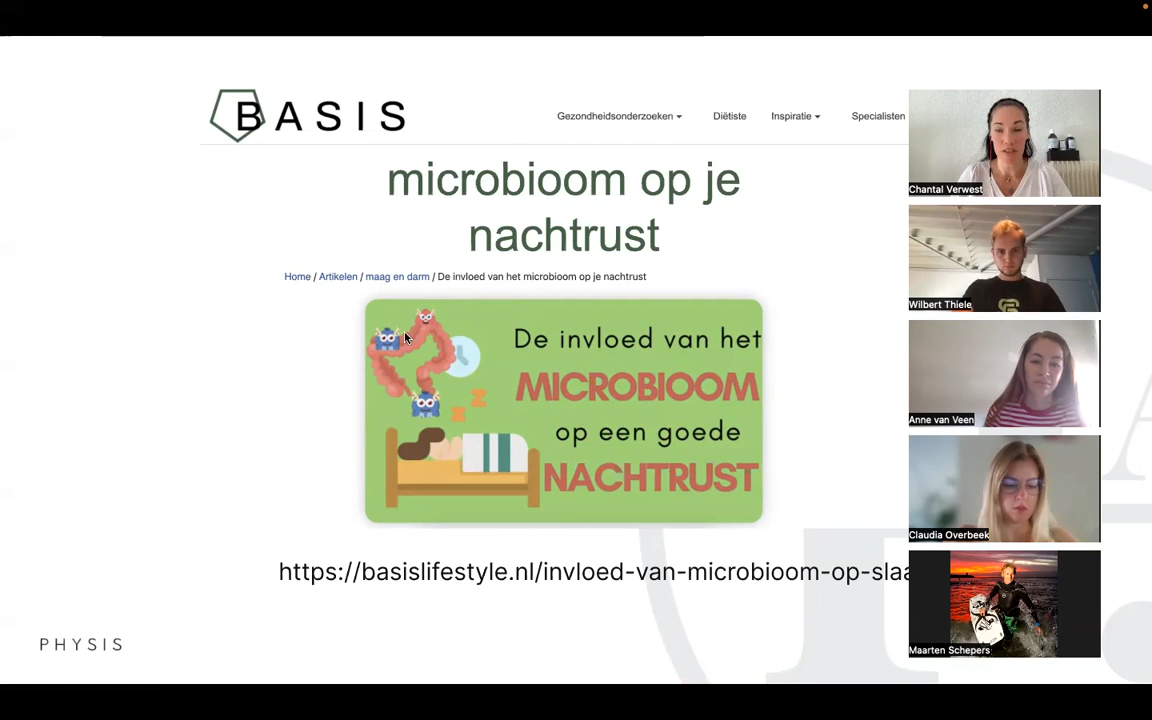 BASIS
Gezondheidsonderzoeken
Diëtiste
Inspiratie
Specialisten
microbioom op je
nachtrust
Home / Artikelen / maag en darm / De invloed van het microbioom op je nachtrust
De invloed van het
MICROBIOOM
op een goede
NACHTRUST
Z
Z
https://basislifestyle.nl/invloed-van-microbioom-op-slaa
PHYSIS
Chantal Verwest
Wilbert Thiele
Anne van Veen
Claudia Overbeek
Maarten Schepers